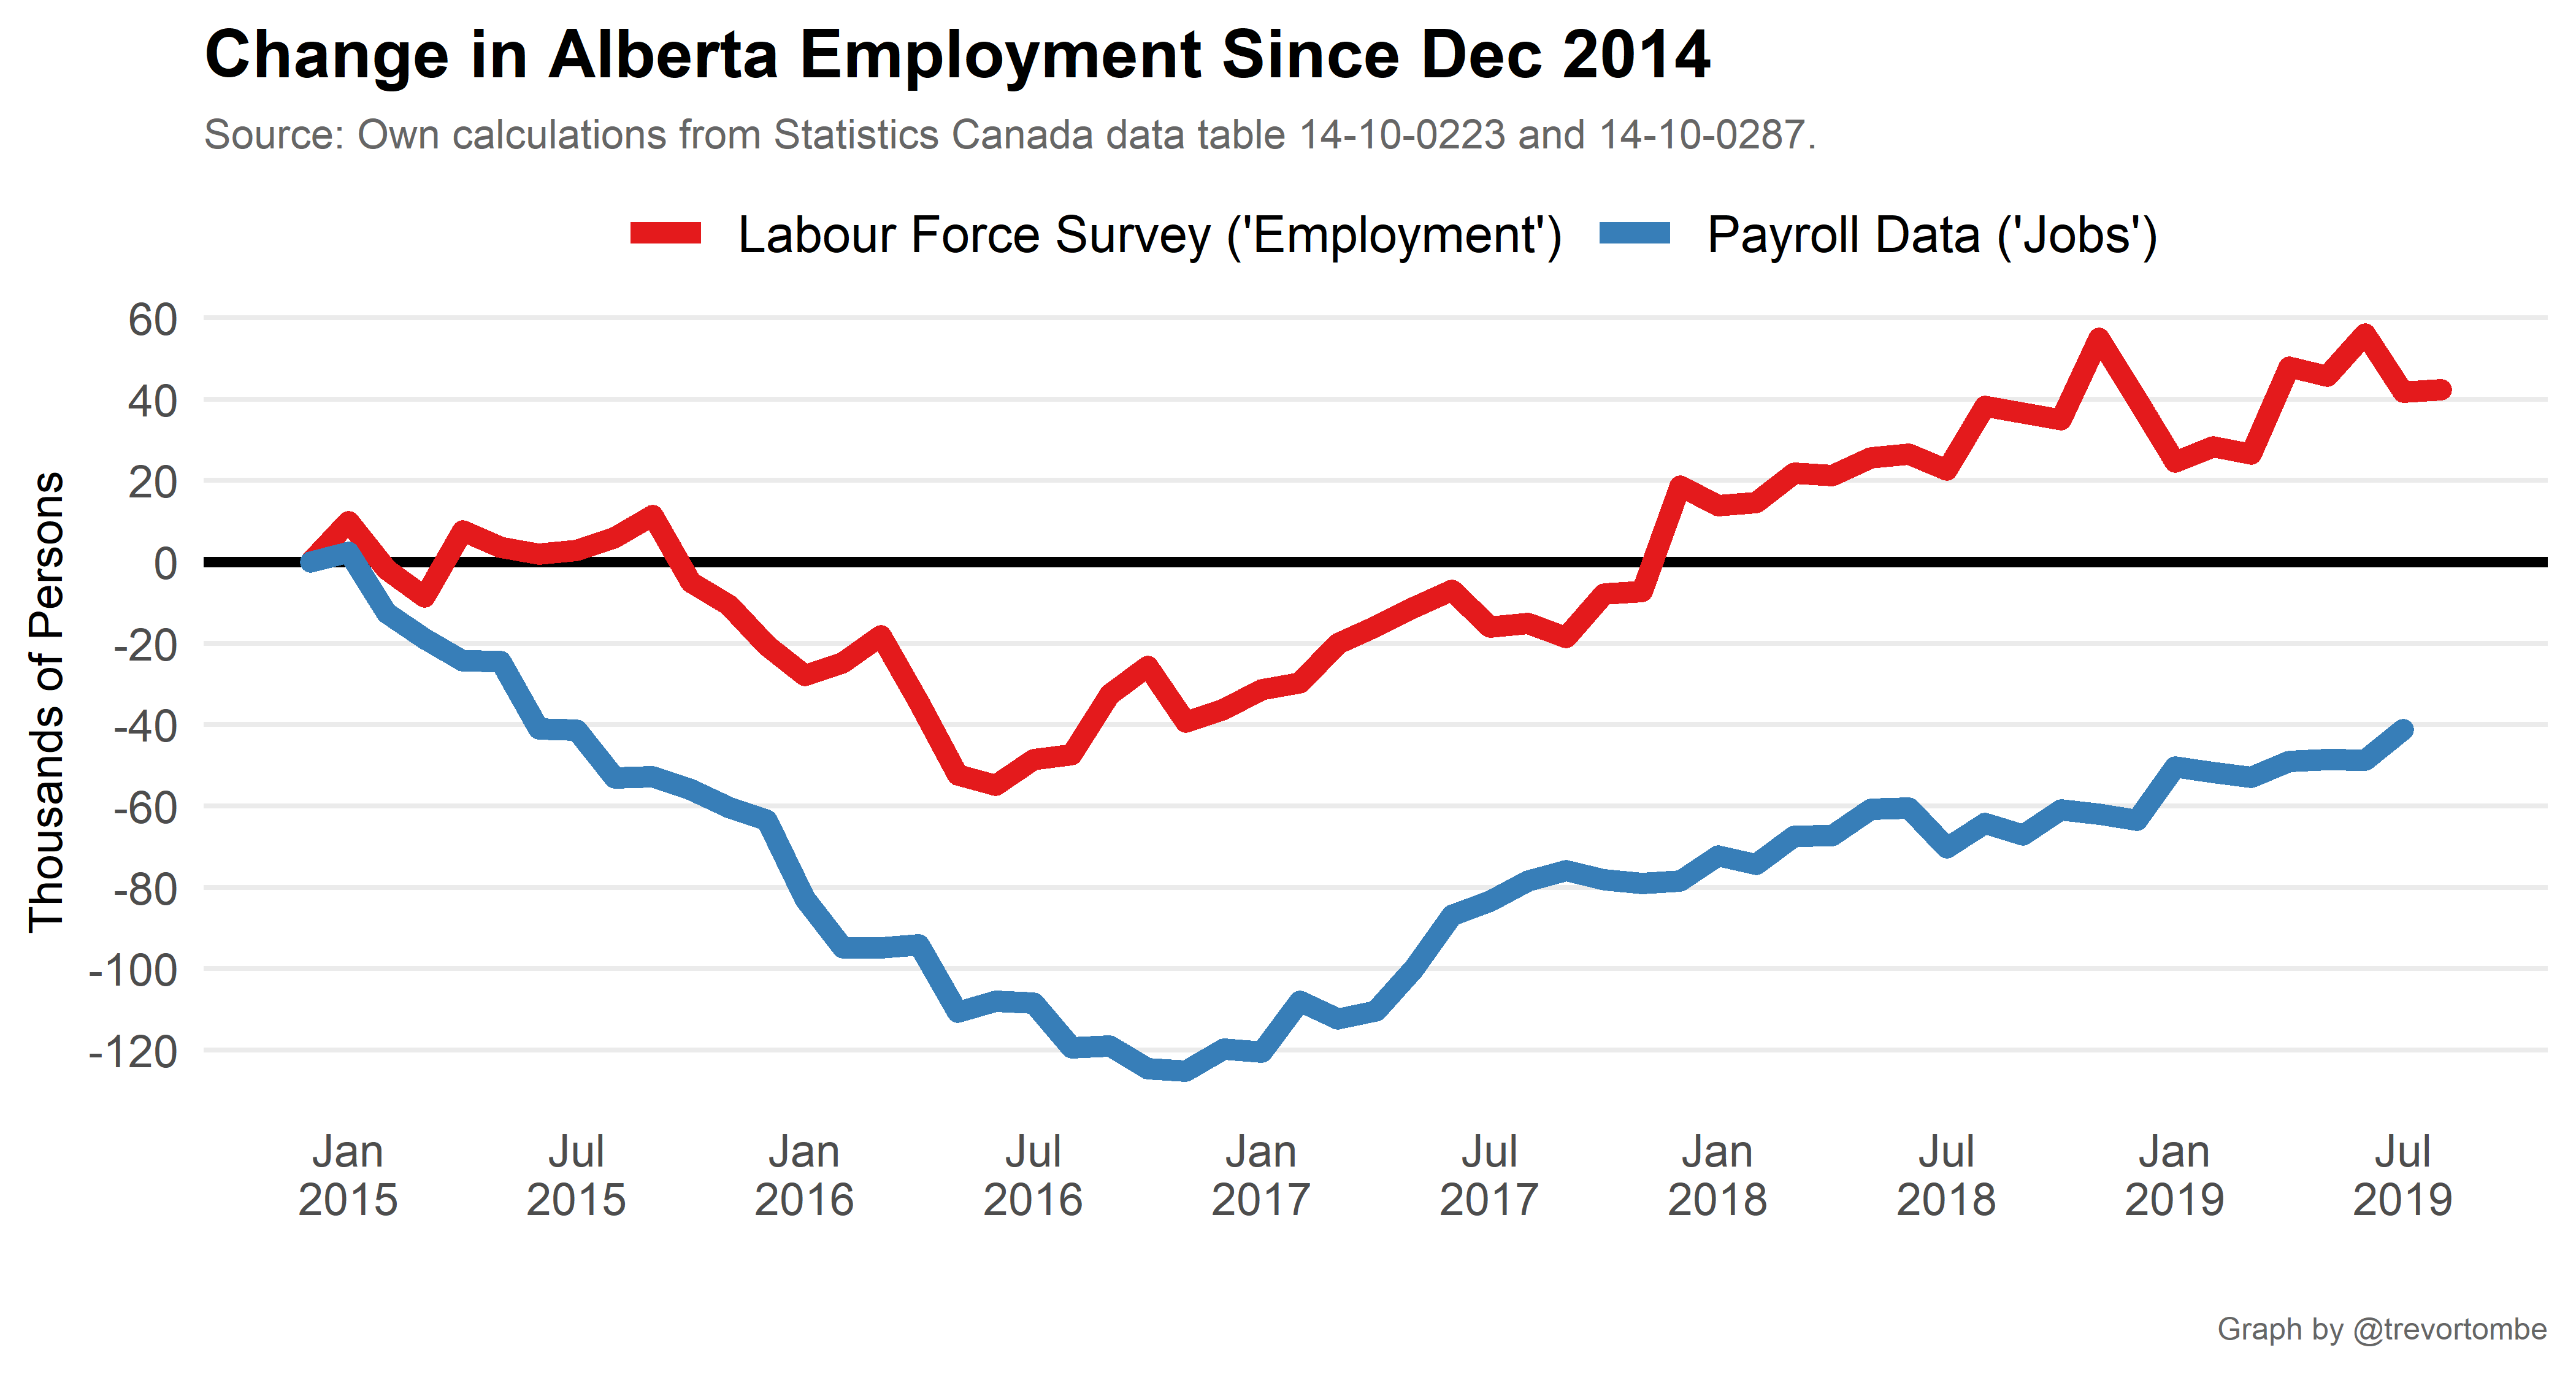 Change in Alberta Employment Since Dec 2014
Source: Own calculations from Statistics Canada data table 14-10-0223 and 14-10-0287.
Labour Force Survey ('Employment') Payroll Data ('Jobs')
Thousands of Persons
60
40
20
0
-20
-40
-60
-80
-100
-120
Jan Jul Jan Jul Jan Jul Jan Jul Jan Jul
2015 2015 2016 2016 2017 2017 2018 2018 2019 2019
Graph by @trevortombe